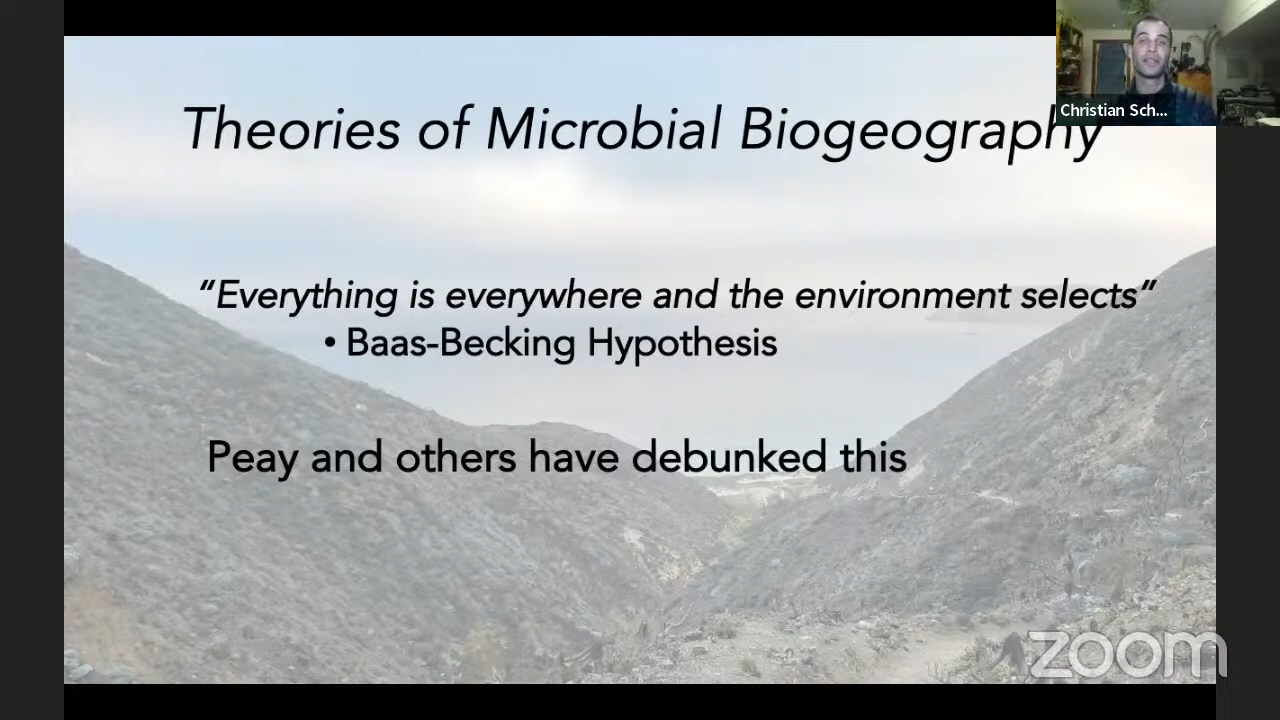 Christian Sch...
Theories of Microbial Biogeography
“Everything is everywhere and the environment selects”
• Baas-Becking Hypothesis
Peay and others have debunked this
zoom